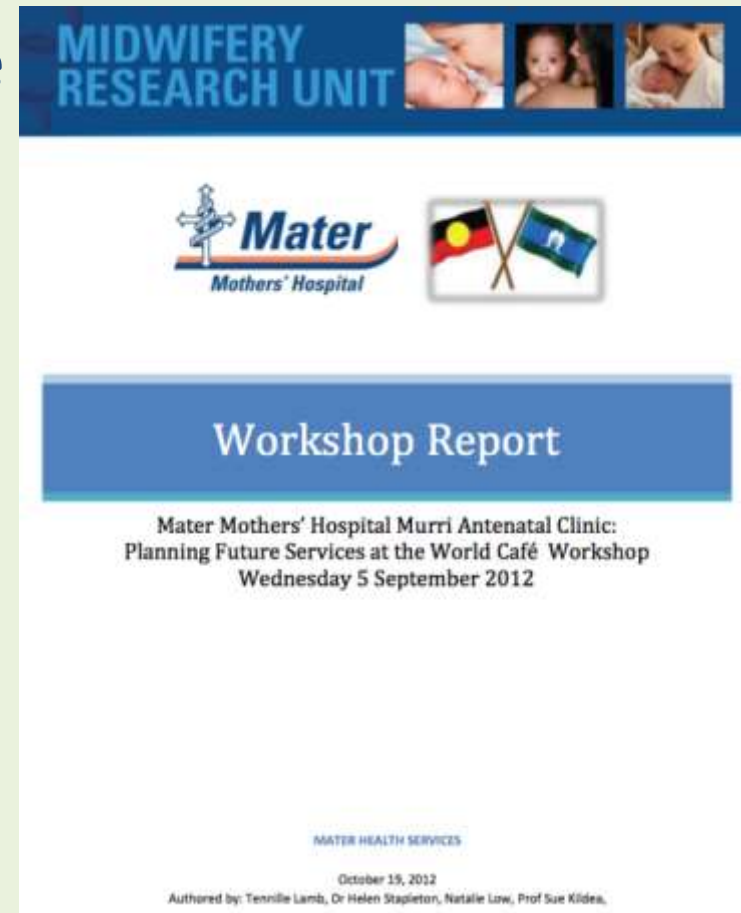 MIDWIFERY
RESEARCH UNIT
Mater
Mothers' Hospital
Workshop Report
Mater Mothers' Hospital Murri Antenatal Clinic:
Planning Future Services at the World Café Workshop
Wednesday 5 September 2012
MATER HEALTH SERVICES
October 19, 2012
Authored by: Tennille Lamb, Dr Helen Stapleton, Natalie Low, Prof Sue Kildea,